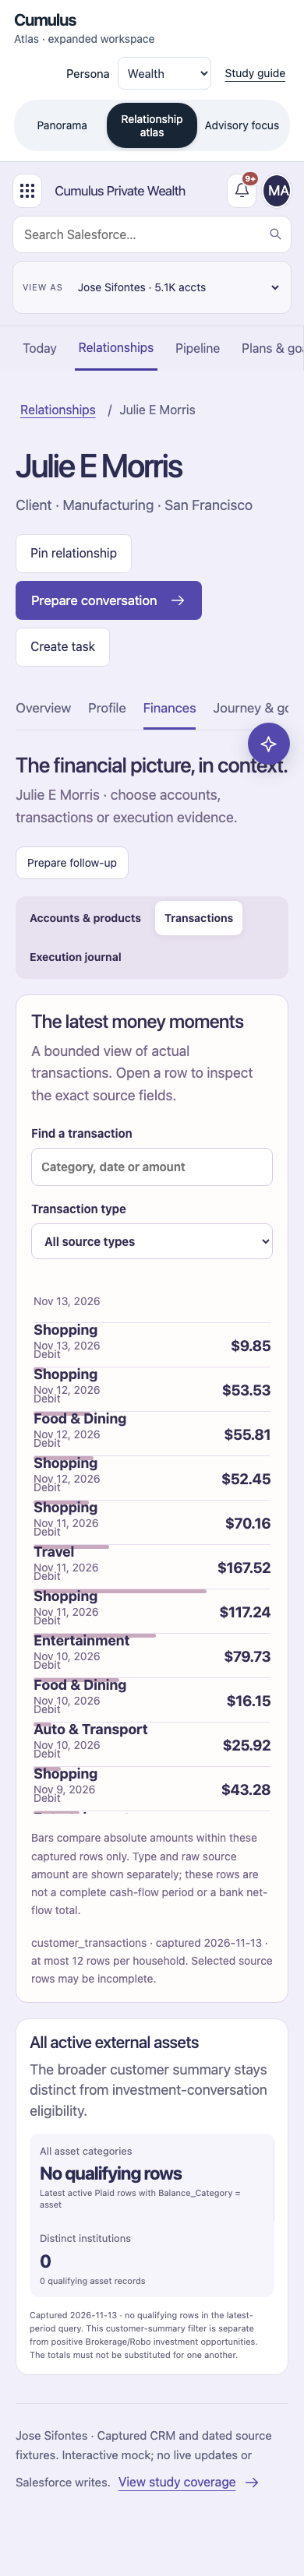 Cumulus
Atlas · expanded workspace
Persona
Wealth
Study guide
Panorama
Relationship
atlas
Advisory focus
Cumulus Private Wealth
9+
MA
Search Salesforce...
VIEW AS
Jose Sifontes · 5.1K accts
Today
Relationships
Pipeline
Plans & goa
Relationships / Julie E Morris
Julie E Morris
Client · Manufacturing · San Francisco
Pin relationship
Prepare conversation →
Create task
Overview
Profile
Finances
Journey & go
The financial picture, in context.
Julie E Morris · choose accounts,
transactions or execution evidence.
Prepare follow-up
Accounts & products
Transactions
Execution journal
The latest money moments
A bounded view of actual
transactions. Open a row to inspect
the exact source fields.
Find a transaction
Category, date or amount
Transaction type
All source types
Nov 13, 2026
Shopping
Nov 13, 2026
Debit
$9.85
Shopping
Nov 12, 2026
Debit
$53.53
Food & Dining
Nov 12, 2026
Debit
$55.81
Shopping
Nov 12, 2026
Debit
$52.45
Shopping
Nov 11, 2026
Debit
$70.16
Travel
Nov 11, 2026
Debit
$167.52
Shopping
Nov 11, 2026
Debit
$117.24
Entertainment
Nov 10, 2026
Debit
$79.73
Food & Dining
Nov 10, 2026
Debit
$16.15
Auto & Transport
Nov 10, 2026
Debit
$25.92
Shopping
Nov 9, 2026
Debit
$43.28
Bars compare absolute amounts within these
captured rows only. Type and raw source
amount are shown separately; these rows are
not a complete cash-flow period or a bank net-
flow total.
customer_transactions · captured 2026-11-13 ·
at most 12 rows per household. Selected source
rows may be incomplete.
All active external assets
The broader customer summary stays
distinct from investment-conversation
eligibility.
All asset categories
No qualifying rows
Latest active Plaid rows with Balance_Category =
asset
Distinct institutions
0
0 qualifying asset records
Captured 2026-11-13 · no qualifying rows in the latest-
period query. This customer-summary filter is separate
from positive Brokerage/Robo investment opportunities.
The totals must not be substituted for one another.
Jose Sifontes · Captured CRM and dated source
fixtures. Interactive mock; no live updates or
Salesforce writes. View study coverage →